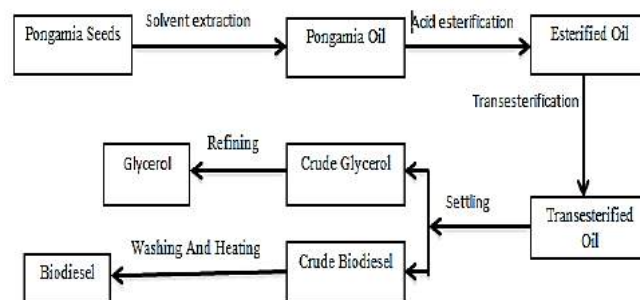 Solvent extraction
Acid esterification
Pongamia Seeds
Pongamia Oil
Esterified Oil
Transesterification
Refining
Glycerol
Crude Glycerol
Settling
Transesterified
Oil
Washing And Heating
Biodiesel
Crude Biodiesel